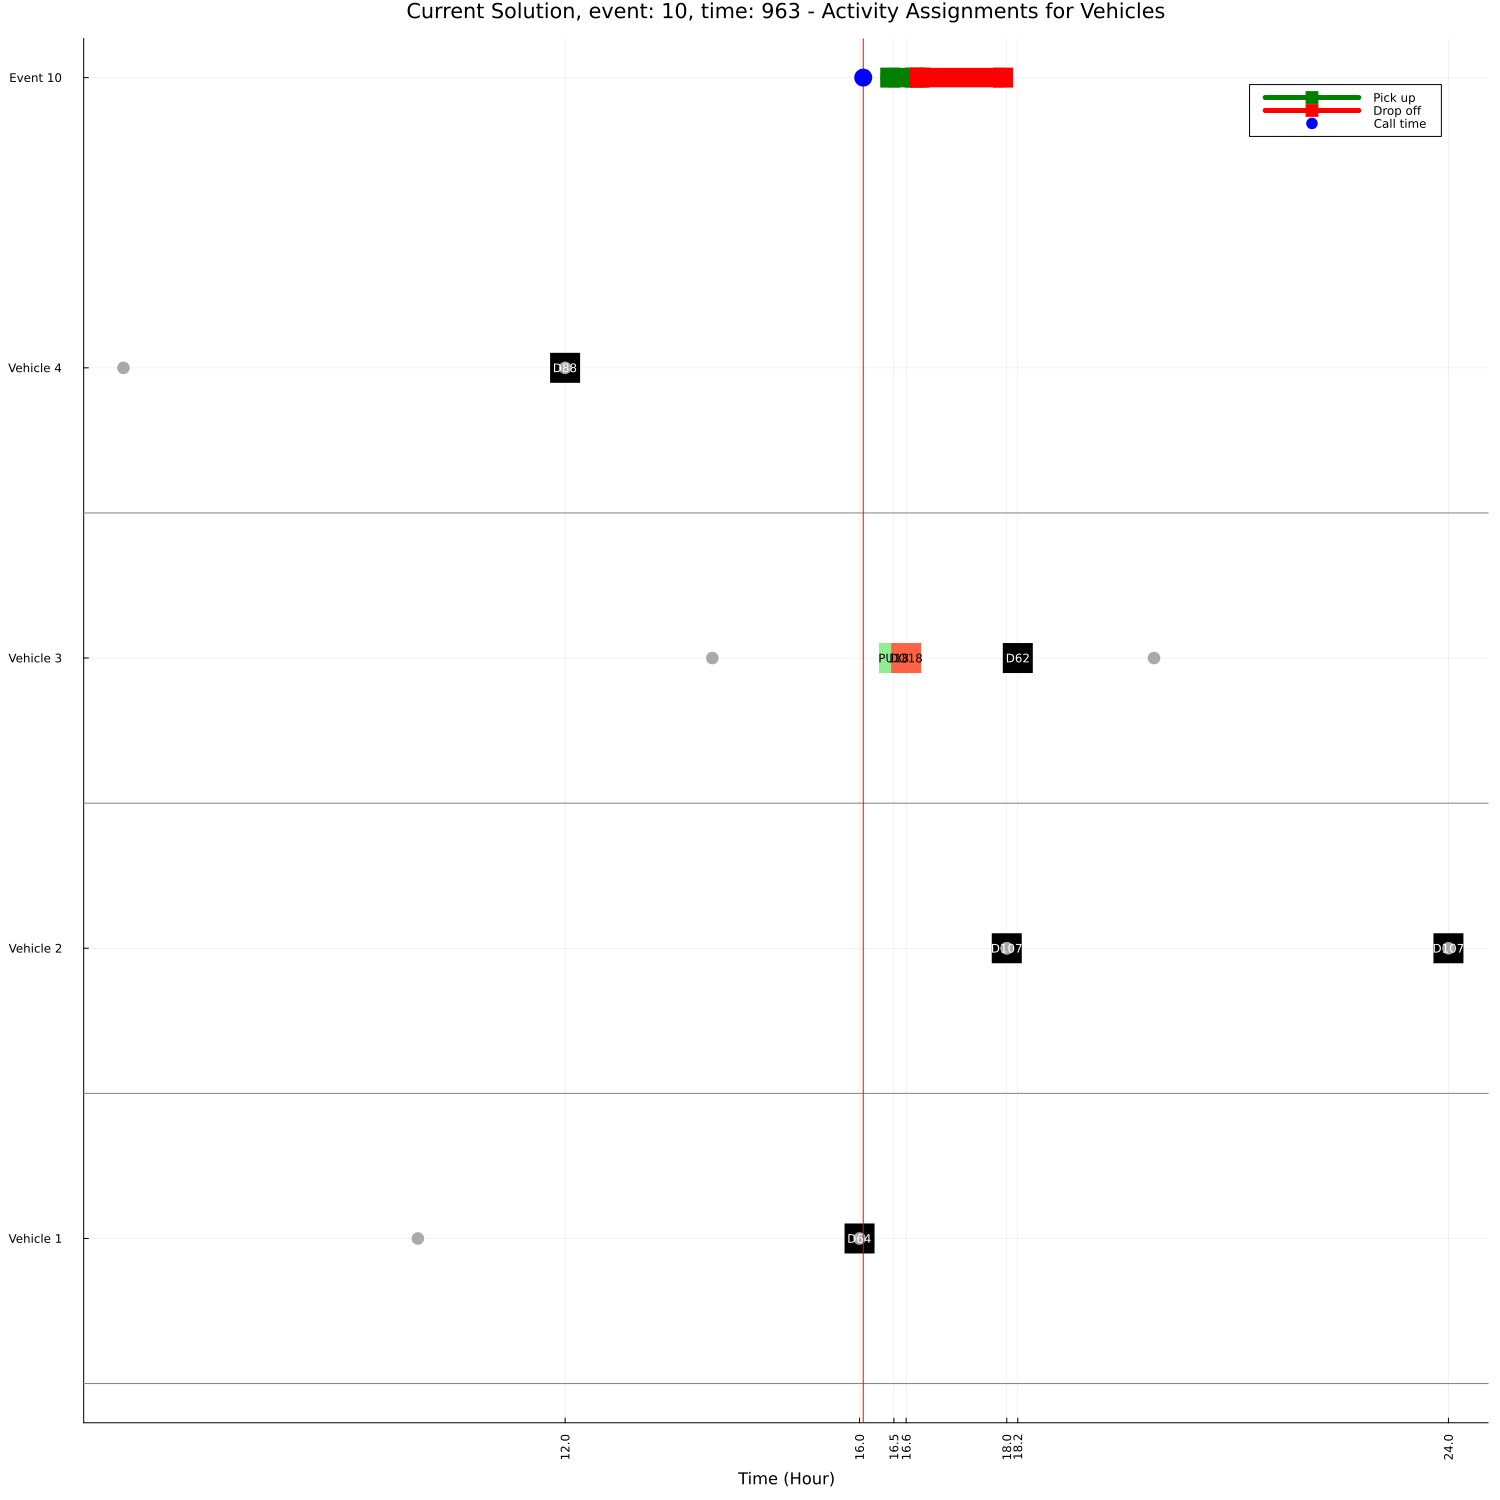 Current Solution, event: 10, time: 963 - Activity Assignments for Vehicles
Event 10
Pick up
Drop off
Call time
Vehicle 4
D88
Vehicle 3
D62
Vehicle 2
D107
D107
Vehicle 1
D64
12.0
16.0
16.5
16.6
18.0
18.2
24.0
Time (Hour)